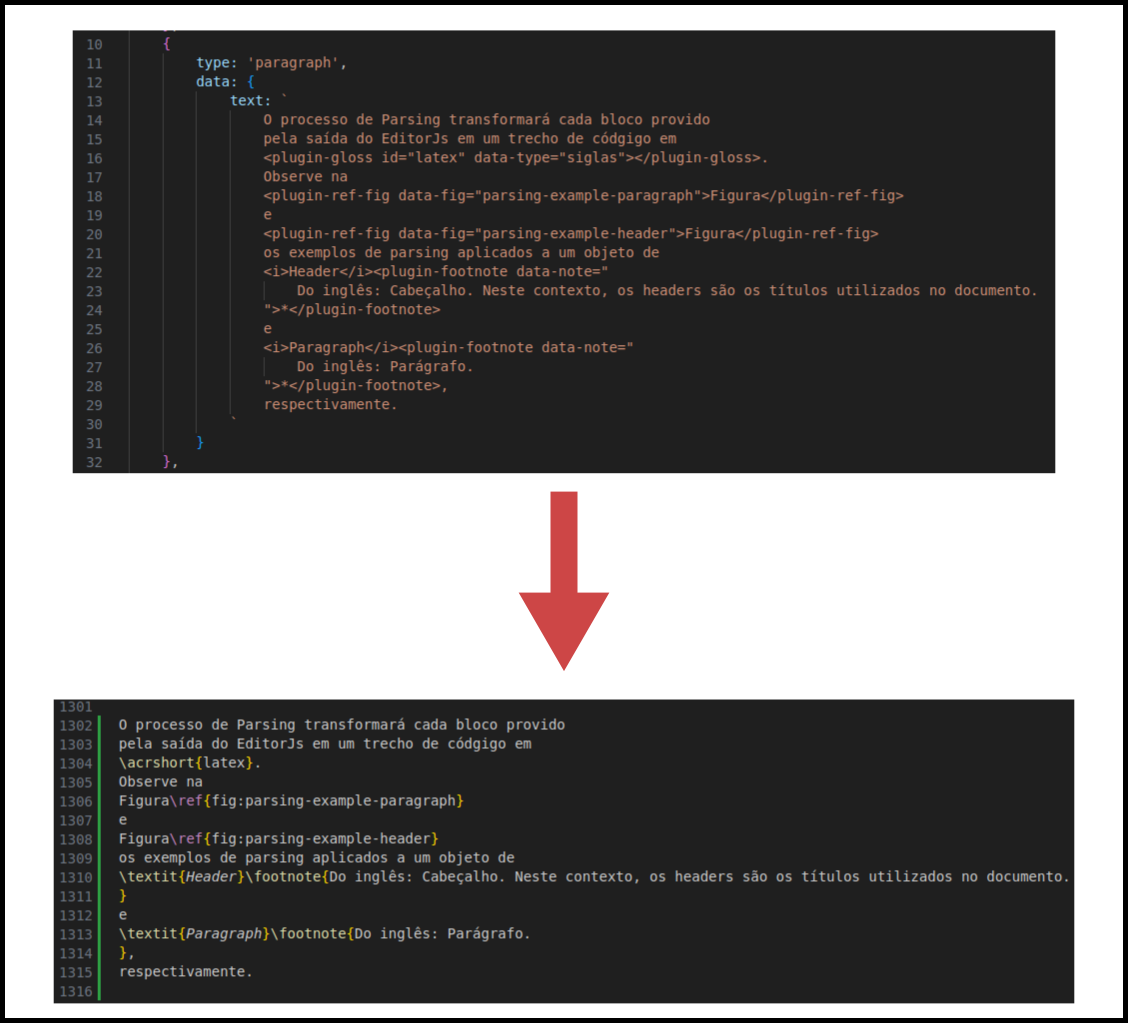 10 {
11 type: 'paragraph',
12 data: {
13 text: `
14 O processo de Parsing transformará cada bloco provido
15 pela saída do EditorJs em um trecho de códgigo em
16 <plugin-gloss id="latex" data-type="siglas"></plugin-gloss>.
17 Observe na
18 <plugin-ref-fig data-fig="parsing-example-paragraph">Figura</plugin-ref-fig>
19 e
20 <plugin-ref-fig data-fig="parsing-example-header">Figura</plugin-ref-fig>
21 os exemplos de parsing aplicados a um objeto de
22 <i>Header</i><plugin-footnote data-note="
23 Do inglês: Cabeçalho. Neste contexto, os headers são os títulos utilizados no documento.
24 ">*</plugin-footnote>
25 e
26 <i>Paragraph</i><plugin-footnote data-note="
27 Do inglês: Parágrafo.
28 ">*</plugin-footnote>,
29 respectivamente.
30 `
31 }
32 },
1301
1302 O processo de Parsing transformará cada bloco provido
1303 pela saída do EditorJs em um trecho de códgigo em
1304 \acrshort{latex}.
1305 Observe na
1306 Figura\ref{fig:parsing-example-paragraph}
1307 e
1308 Figura\ref{fig:parsing-example-header}
1309 os exemplos de parsing aplicados a um objeto de
1310 \textit{Header}\footnote{Do inglês: Cabeçalho. Neste contexto, os headers são os títulos utilizados no documento.
1311 }
1312 e
1313 \textit{Paragraph}\footnote{Do inglês: Parágrafo.
1314 },
1315 respectivamente.
1316